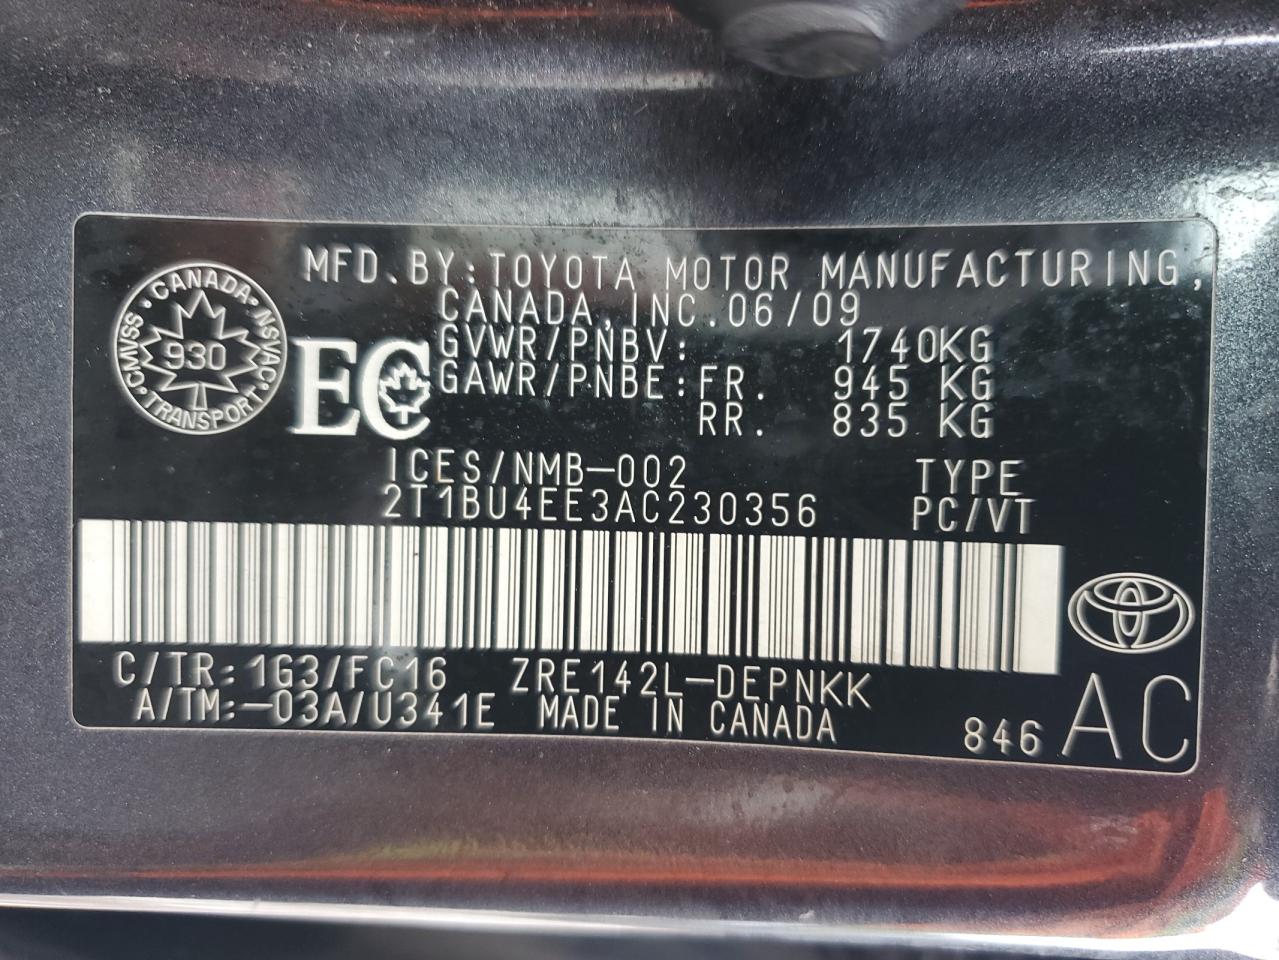 MFD.BY:TOYOTA MOTOR MANUFACTURING,
CANADA,INC.06/09
GVWR/PNBV: 1740KG
GAWR/PNBE:FR. 945 KG
RR. 835 KG
CANADA
NSVAC
TRANSPORT
CMVSS
930
EC
ICES/NMB-002
2T1BU4EE3AC230356
TYPE
PC/VT
C/TR:1G3/FC16 ZRE142L-DEPNKK
A/TM:-03A/U341E MADE IN CANADA
846 AC